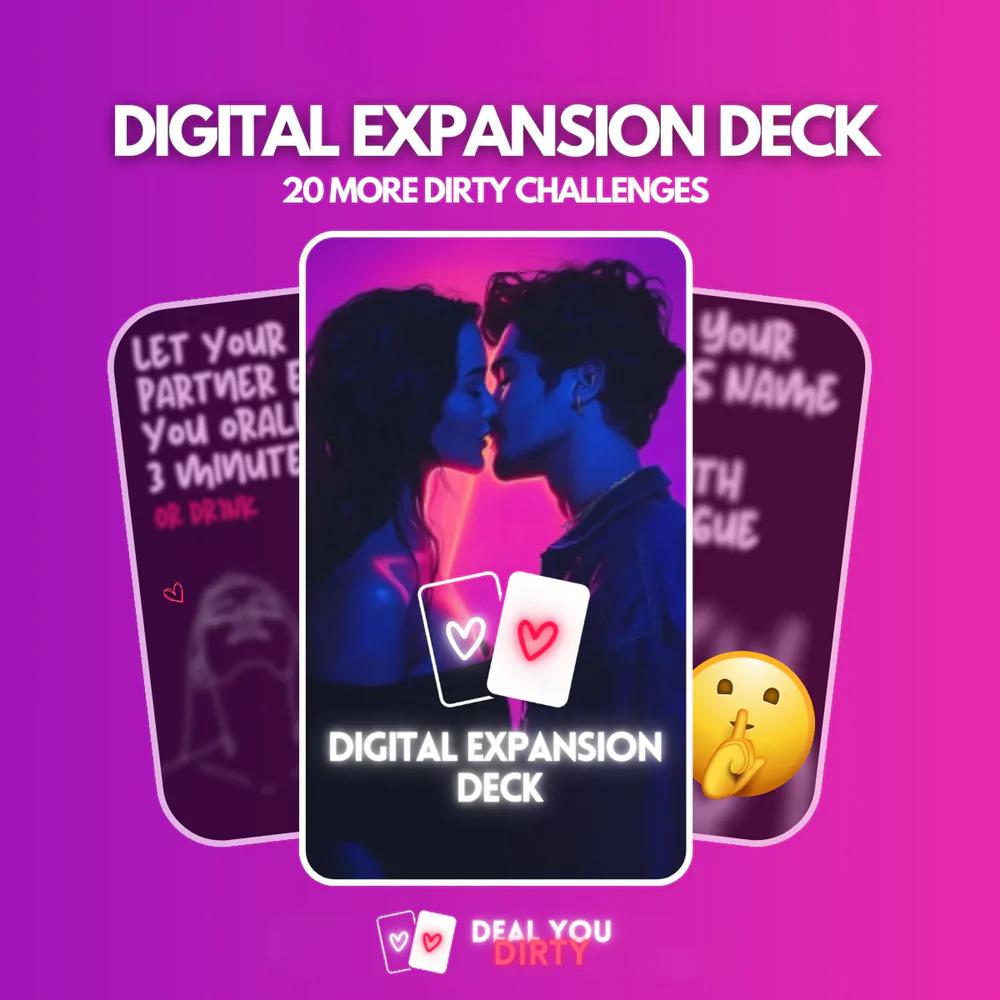 DIGITAL EXPANSION DECK
20 MORE DIRTY CHALLENGES
LET YOUR
PARTNER E
YOU ORALL
3 MINUTE
OR DRINK
YOUR
S NAME
TH
GUE
DIGITAL EXPANSION
DECK
DEAL YOU
DIRTY